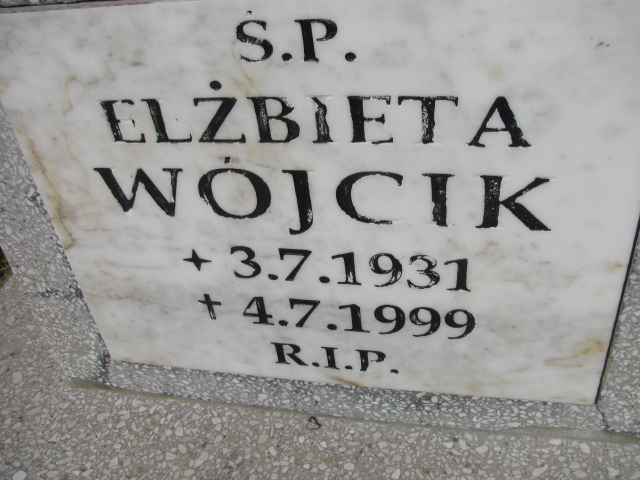 Ś.P.
ELŻBIETA
WÓJCIK
+ 3.7.1931
† 4.7.1999
R.I.P.